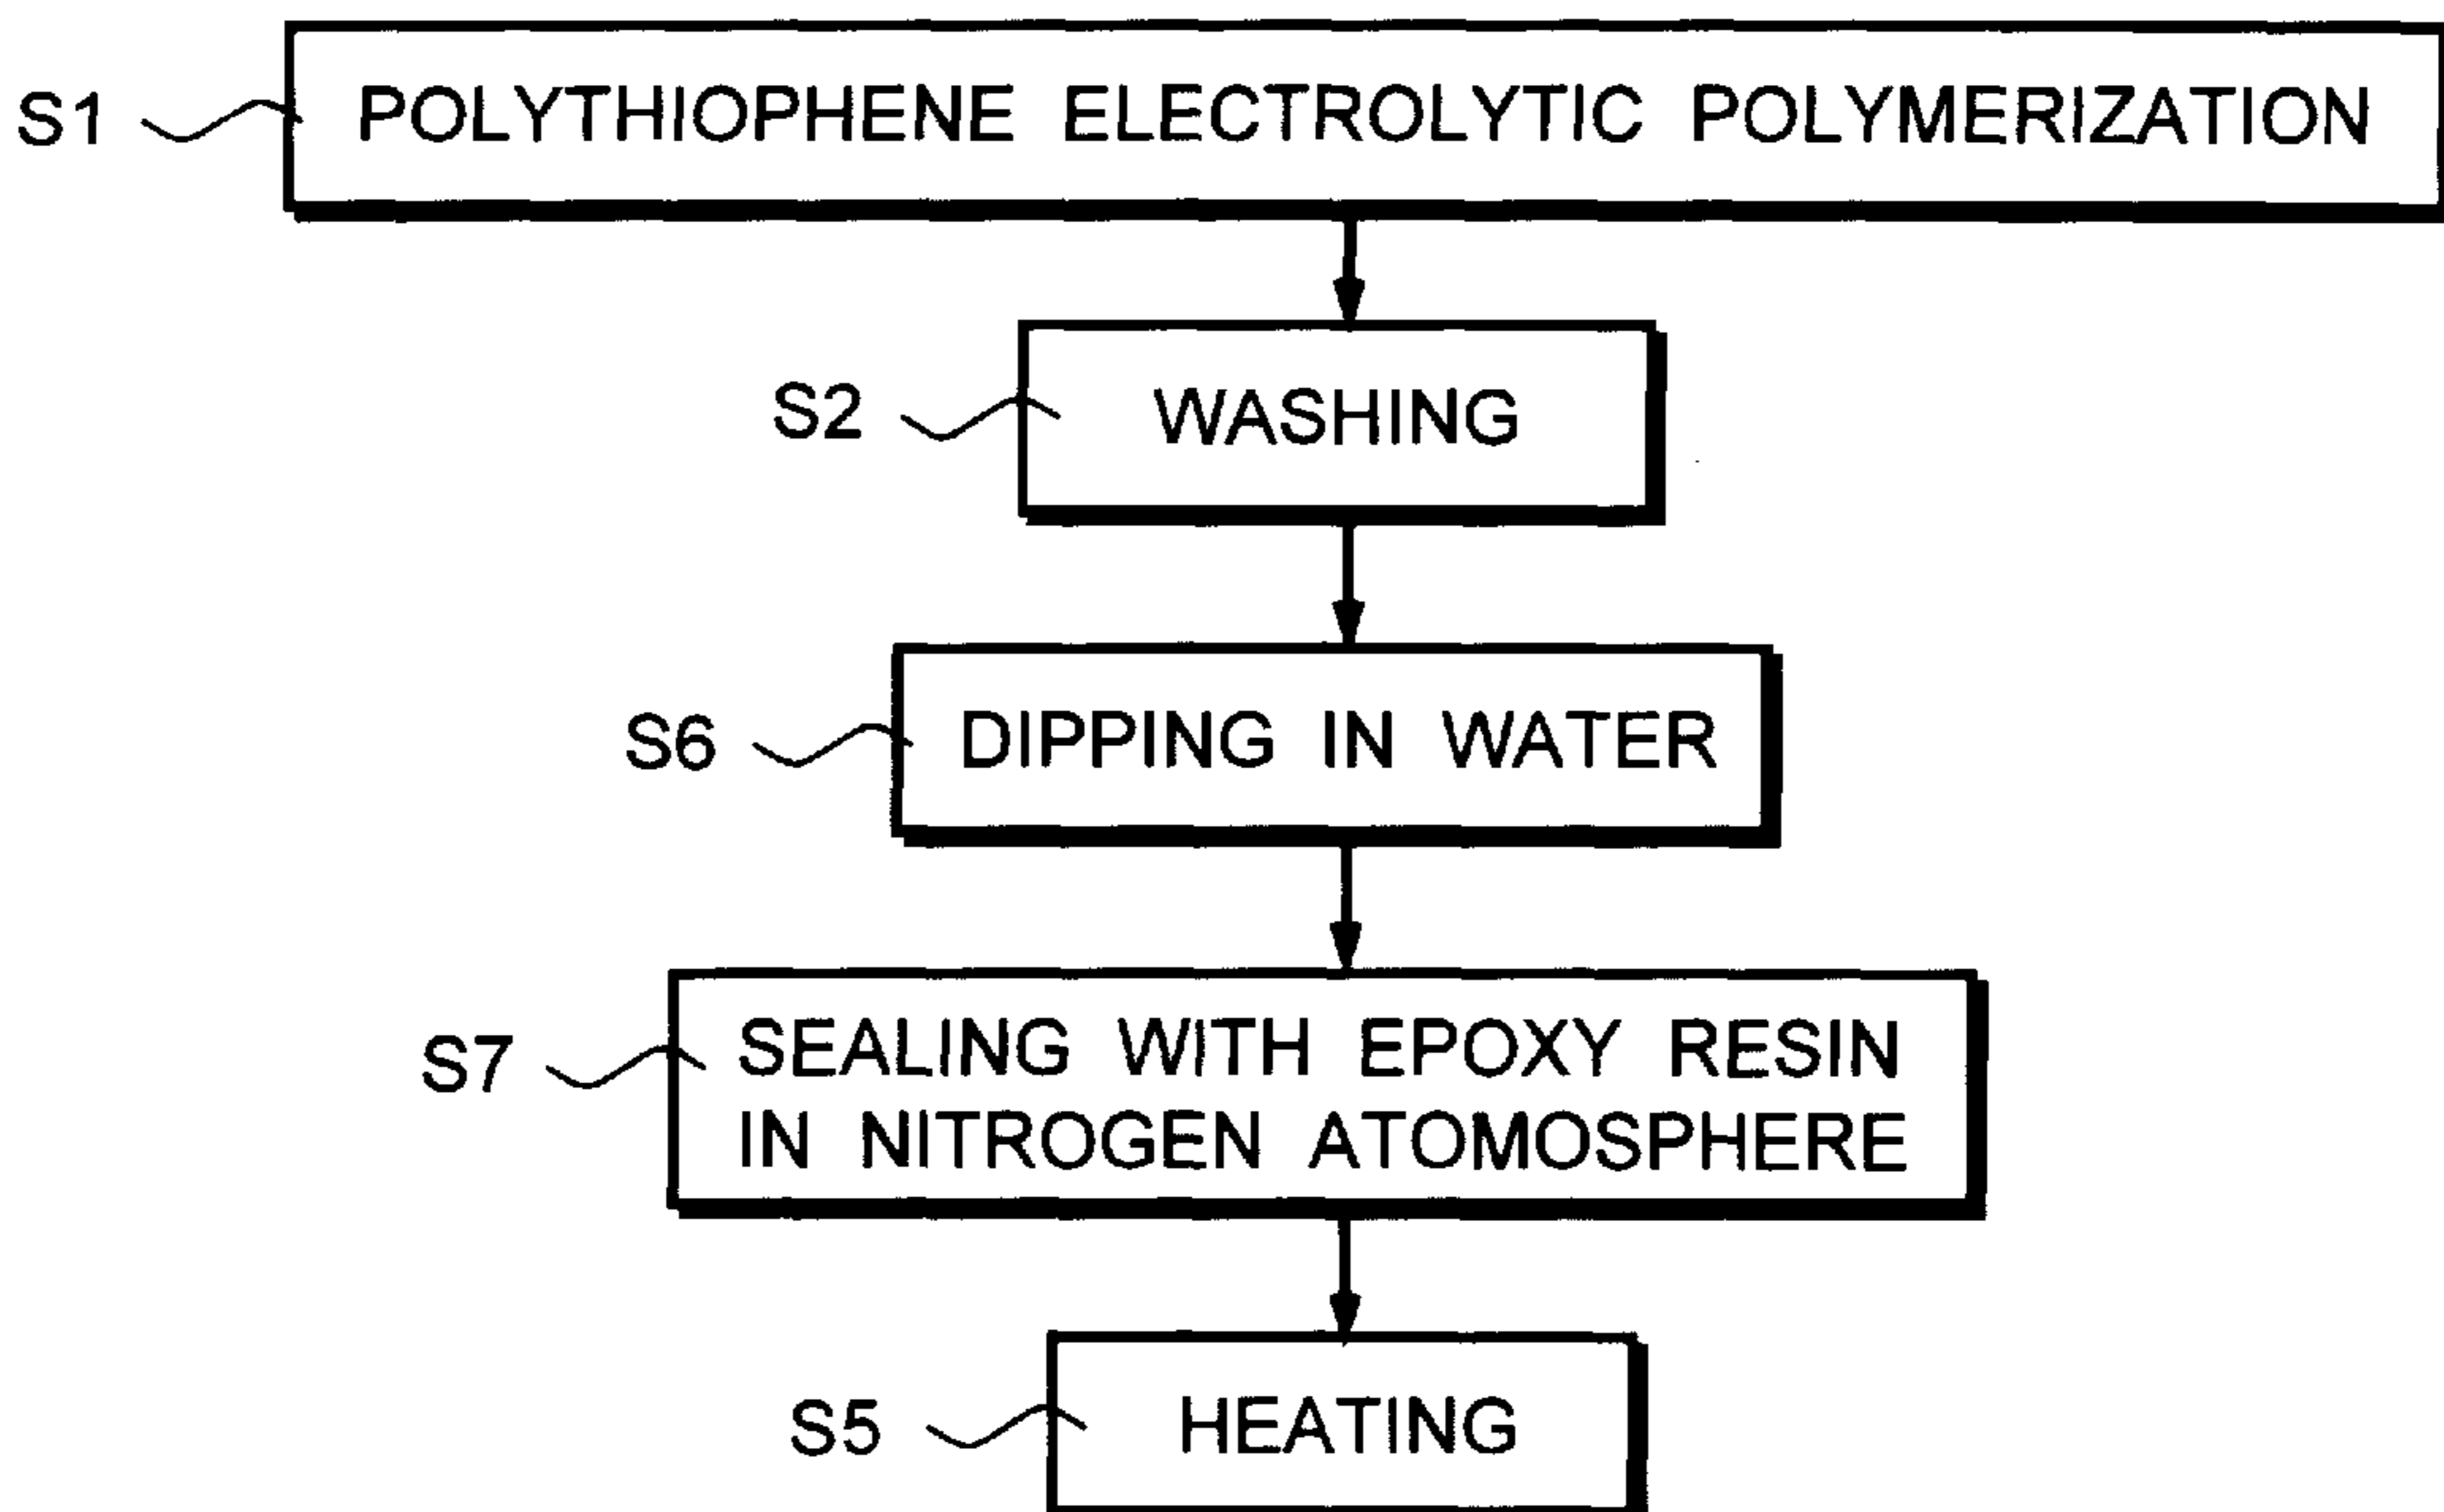 S1 POLYTHIOPHENE ELECTROLYTIC POLYMERIZATION
S2 WASHING
S6 DIPPING IN WATER
S7 SEALING WITH EPOXY RESIN
IN NITROGEN ATOMOSPHERE
S5 HEATING